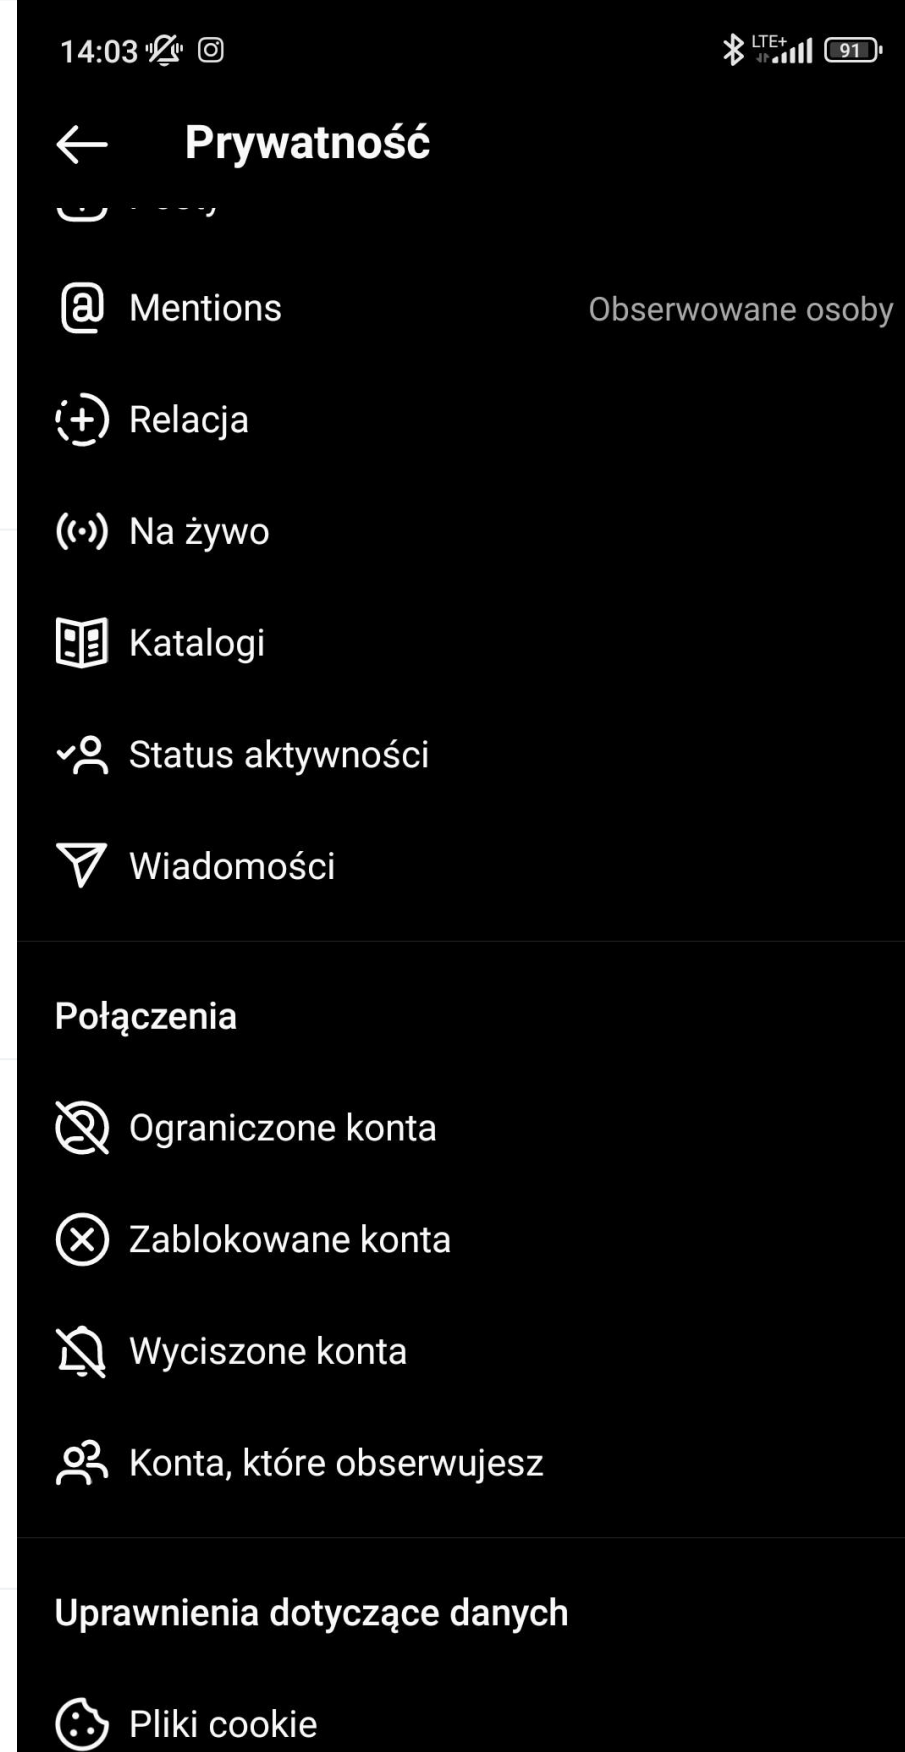 14:03
LTE+
91
Prywatność
Mentions
Obserwowane osoby
Relacja
Na żywo
Katalogi
Status aktywności
Wiadomości
Połączenia
Ograniczone konta
Zablokowane konta
Wyciszone konta
Konta, które obserwujesz
Uprawnienia dotyczące danych
Pliki cookie